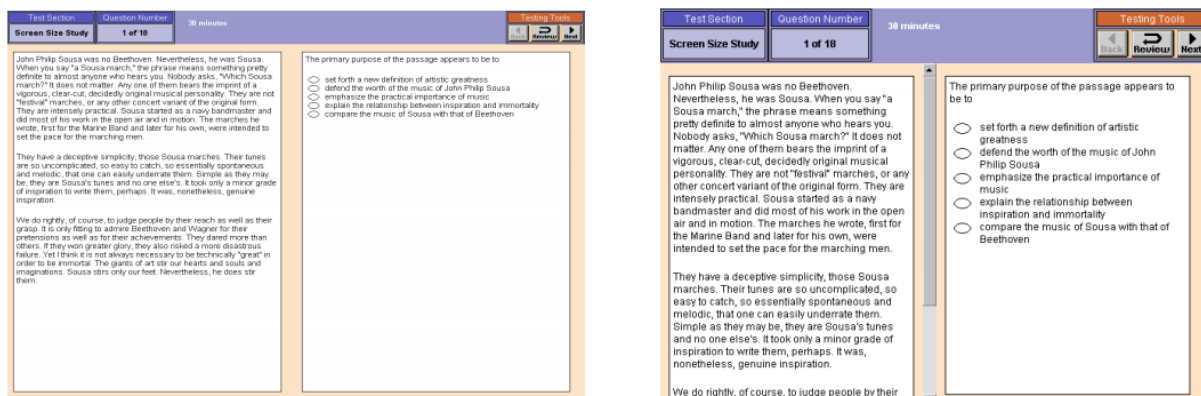 Test Section
Question Number
30 minutes
Testing Tools
Screen Size Study
1 of 18
Back
Review
Next
John Philip Sousa was no Beethoven. Nevertheless, he was Sousa.
When you say "a Sousa march," the phrase means something pretty
definite to almost anyone who hears you. Nobody asks, "Which Sousa
march?" It does not matter. Any one of them bears the imprint of a
vigorous, clear-cut, decidedly original musical personality. They are not
"festival" marches, or any other concert variant of the original form.
They are intensely practical. Sousa started as a navy bandmaster and
did most of his work in the open air and in motion. The marches he
wrote, first for the Marine Band and later for his own, were intended to
set the pace for the marching men.
They have a deceptive simplicity, those Sousa marches. Their tunes
are so uncomplicated, so easy to catch, so essentially spontaneous
and melodic, that one can easily underrate them. Simple as they may
be, they are Sousa's tunes and no one else's. It took only a minor grade
of inspiration to write them, perhaps. It was, nonetheless, genuine
inspiration.
We do rightly, of course, to judge people by their reach as well as their
grasp. It is only fitting to admire Beethoven and Wagner for their
pretensions as well as for their achievements. They dared more than
others. If they won greater glory, they also risked a more disastrous
failure. Yet I think it is not always necessary to be technically "great" in
order to be immortal. The giants of art stir our hearts and souls and
imaginations. Sousa stirs only our feet. Nevertheless, he does stir
them.
The primary purpose of the passage appears to be to
set forth a new definition of artistic greatness
defend the worth of the music of John Philip Sousa
emphasize the practical importance of music
explain the relationship between inspiration and immortality
compare the music of Sousa with that of Beethoven
Test Section
Question Number
30 minutes
Testing Tools
Screen Size Study
1 of 18
Back
Review
Next
John Philip Sousa was no Beethoven.
Nevertheless, he was Sousa. When you say "a
Sousa march," the phrase means something
pretty definite to almost anyone who hears you.
Nobody asks, "Which Sousa march?" It does not
matter. Any one of them bears the imprint of a
vigorous, clear-cut, decidedly original musical
personality. They are not "festival" marches, or any
other concert variant of the original form. They are
intensely practical. Sousa started as a navy
bandmaster and did most of his work in the open
air and in motion. The marches he wrote, first for
the Marine Band and later for his own, were
intended to set the pace for the marching men.
They have a deceptive simplicity, those Sousa
marches. Their tunes are so uncomplicated, so
easy to catch, so essentially spontaneous and
melodic, that one can easily underrate them.
Simple as they may be, they are Sousa's tunes
and no one else's. It took only a minor grade of
inspiration to write them, perhaps. It was,
nonetheless, genuine inspiration.
We do rightly, of course, to judge people by their
The primary purpose of the passage appears to
be to
set forth a new definition of artistic
greatness
defend the worth of the music of John
Philip Sousa
emphasize the practical importance of
music
explain the relationship between
inspiration and immortality
compare the music of Sousa with that of
Beethoven